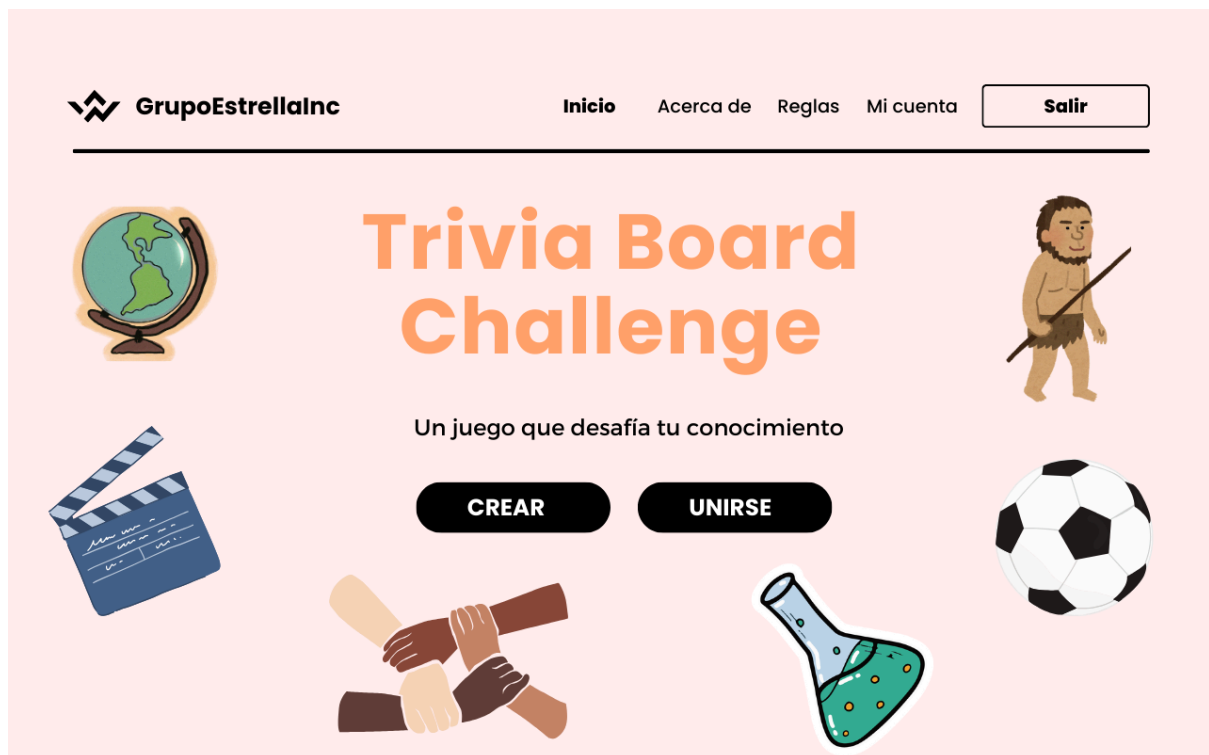 GrupoEstrellaInc
Inicio Acerca de Reglas Mi cuenta Salir
Trivia Board
Challenge
Un juego que desafía tu conocimiento
CREAR UNIRSE